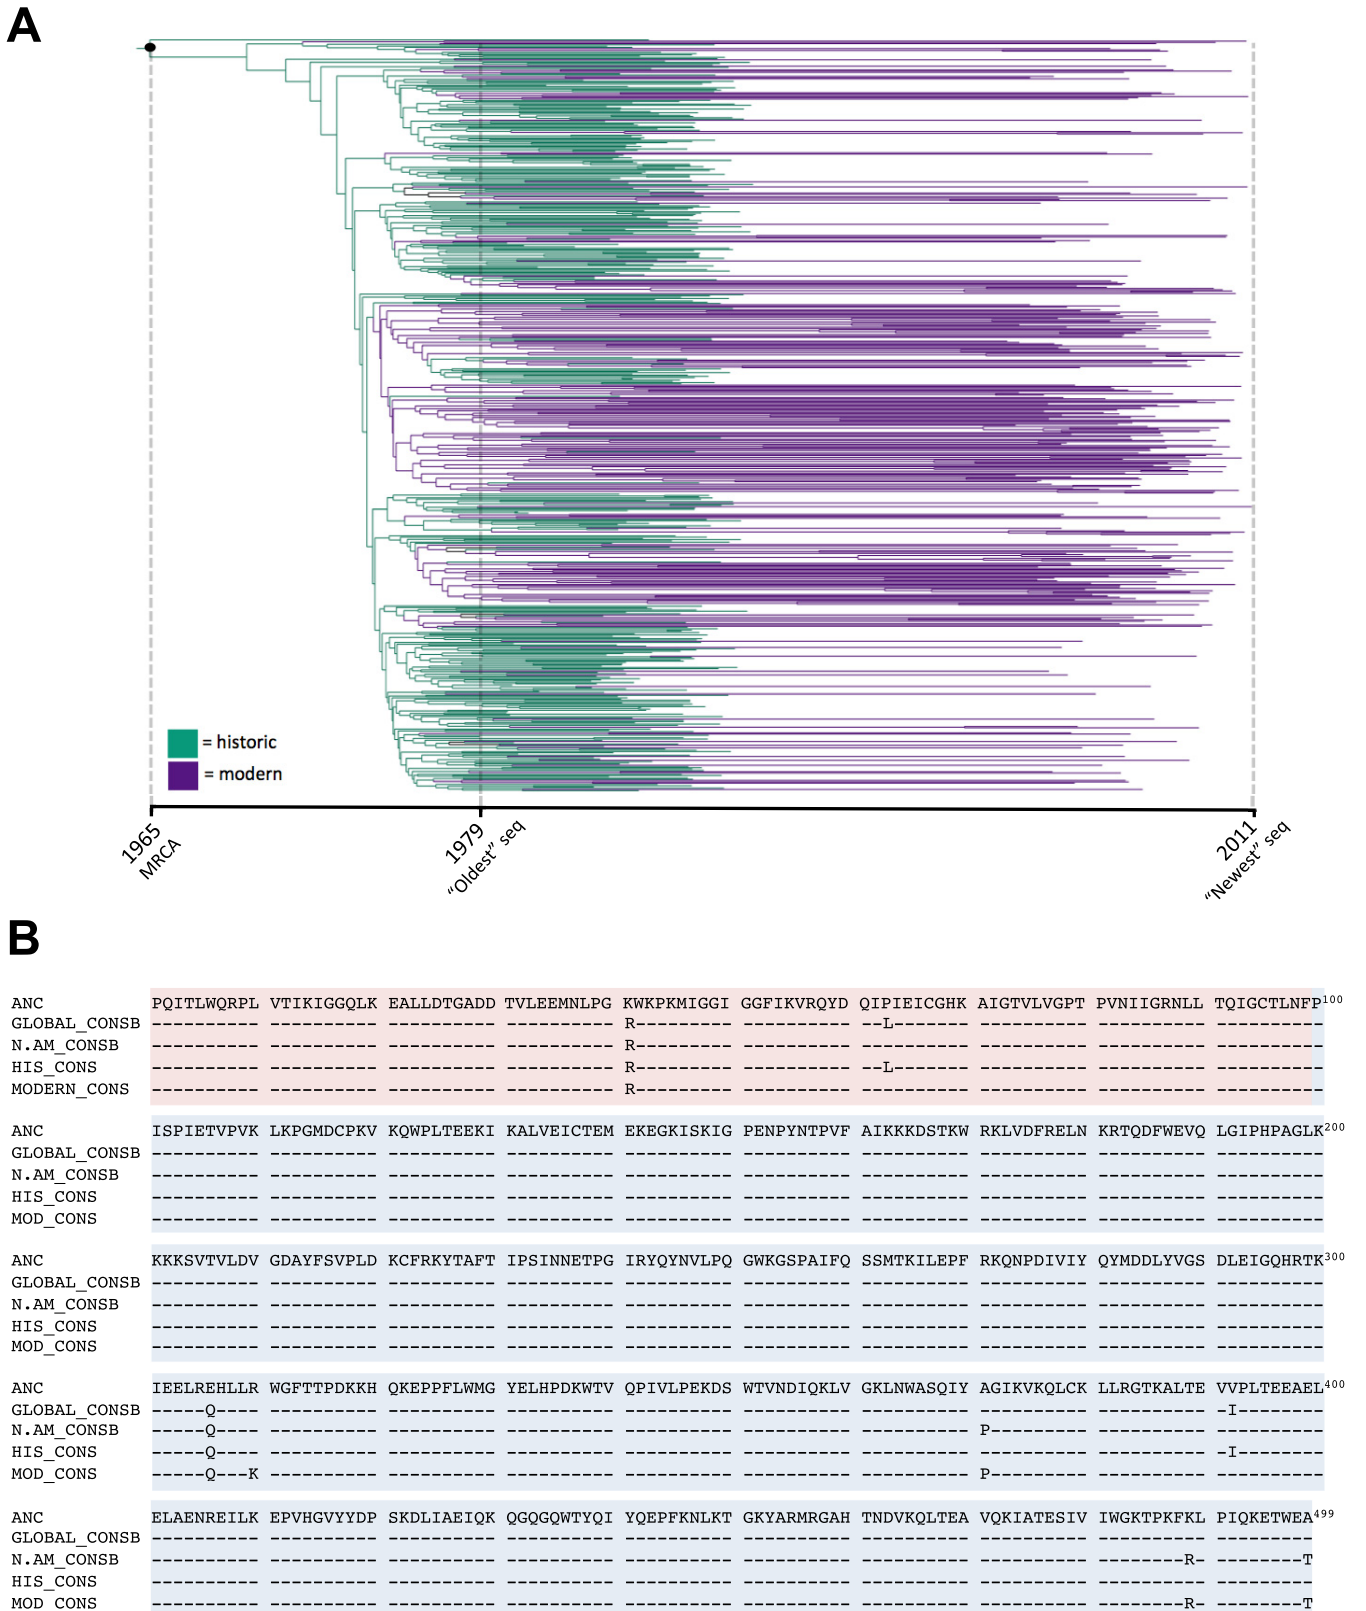 A
= historic
= modern
1965
MRCA
1979
“Oldest” seq
2011
“Newest” seq
B
ANC PQITLWQRPL VTIKIGGQLK EALLDTGADD TVLEEMNLPG KWKPKMIGGI GGFIKVRQYD QIPIEICGHK AIGTVLVGPT PVNIIGRNLL TQIGCTLNFP100
GLOBAL_CONSB ---------- ---------- ---------- ---------- R--------- ---------- --L------- ---------- ---------- ----------
N.AM_CONSB ---------- ---------- ---------- ---------- R--------- ---------- ---------- ---------- ---------- ----------
HIS_CONS ---------- ---------- ---------- ---------- R--------- ---------- --L------- ---------- ---------- ----------
MODERN_CONS ---------- ---------- ---------- ---------- R--------- ---------- ---------- ---------- ---------- ----------
ANC ISPIETVPVK LKPGMDCPKV KQWPLTEEKI KALVEICTEM EKEGKISKIG PENPYNTPVF AIKKKDSTKW RKLVDFRELN KRTQDFWEVQ LGIPHPAGLK200
GLOBAL_CONSB ---------- ---------- ---------- ---------- ---------- ---------- ---------- ---------- ---------- ----------
N.AM_CONSB ---------- ---------- ---------- ---------- ---------- ---------- ---------- ---------- ---------- ----------
HIS_CONS ---------- ---------- ---------- ---------- ---------- ---------- ---------- ---------- ---------- ----------
MOD_CONS ---------- ---------- ---------- ---------- ---------- ---------- ---------- ---------- ---------- ----------
ANC KKKSVTVLDV GDAYFSVPLD KCFRKYTAFT IPSINNETPG IRYQYNVLPQ GWKGSPAIFQ SSMTKILEPF RKQNPDIVIY QYMDDLYVGS DLEIGQHRTK300
GLOBAL_CONSB ---------- ---------- ---------- ---------- ---------- ---------- ---------- ---------- ---------- ----------
N.AM_CONSB ---------- ---------- ---------- ---------- ---------- ---------- ---------- ---------- ---------- ----------
HIS_CONS ---------- ---------- ---------- ---------- ---------- ---------- ---------- ---------- ---------- ----------
MOD_CONS ---------- ---------- ---------- ---------- ---------- ---------- ---------- ---------- ---------- ----------
ANC IEELREHLLR WGFTTPDKKH QKEPPFLWMG YELHPDKWTV QPIVLPEKDS WTVNDIQKLV GKLNWASQIY AGIKVKQLCK LLRGTKALTE VVPLTEEAEL400
GLOBAL_CONSB -----Q---- ---------- ---------- ---------- ---------- ---------- ---------- ---------- ---------- -I--------
N.AM_CONSB -----Q---- ---------- ---------- ---------- ---------- ---------- ---------- P--------- ---------- ----------
HIS_CONS -----Q---- ---------- ---------- ---------- ---------- ---------- ---------- ---------- ---------- -I--------
MOD_CONS -----Q---K ---------- ---------- ---------- ---------- ---------- ---------- P--------- ---------- ----------
ANC ELAENREILK EPVHGVYYDP SKDLIAEIQK QGQGQWTYQI YQEPFKNLKT GKYARMRGAH TNDVKQLTEA VQKIATESIV IWGKTPKFKL PIQKETWEA499
GLOBAL_CONSB ---------- ---------- ---------- ---------- ---------- ---------- ---------- ---------- ---------- ---------
N.AM_CONSB ---------- ---------- ---------- ---------- ---------- ---------- ---------- ---------- --------R- --------T
HIS_CONS ---------- ---------- ---------- ---------- ---------- ---------- ---------- ---------- ---------- ---------
MOD CONS ---------- ---------- ---------- ---------- ---------- ---------- ---------- ---------- --------R- --------T